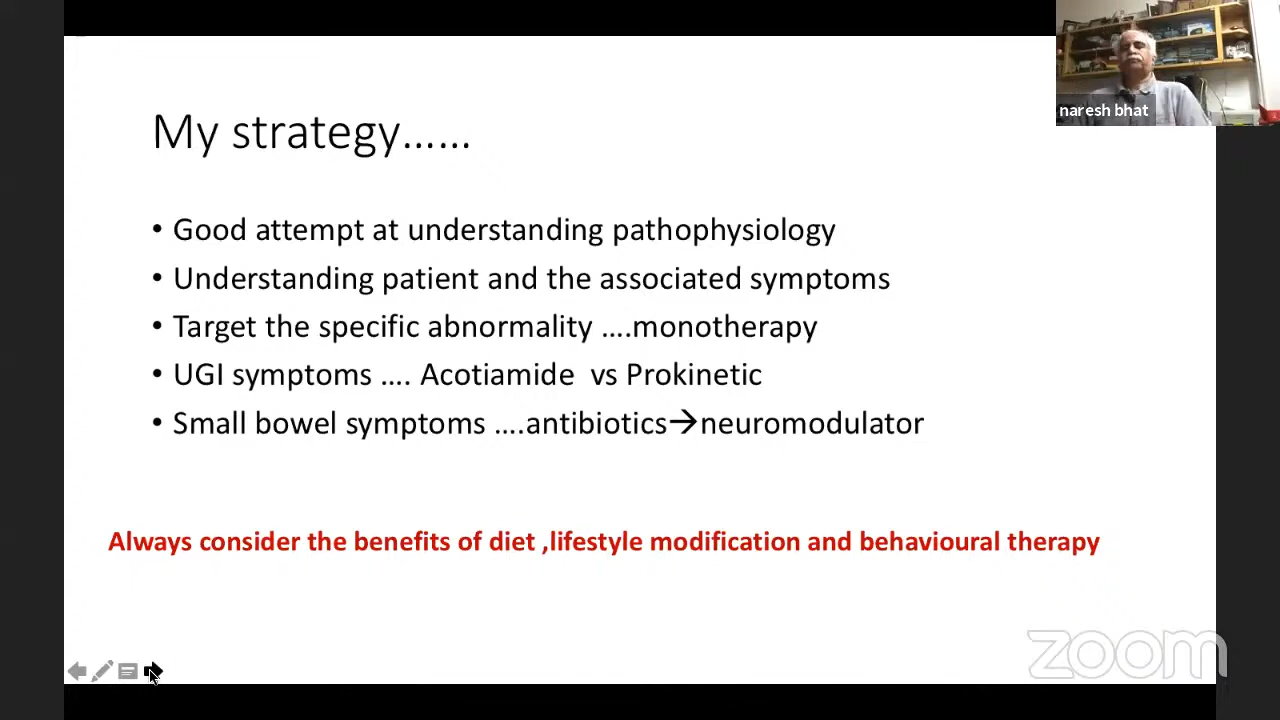 naresh bhat
My strategy......
• Good attempt at understanding pathophysiology
• Understanding patient and the associated symptoms
• Target the specific abnormality ....monotherapy
• UGI symptoms .... Acotiamide vs Prokinetic
• Small bowel symptoms ....antibiotics→neuromodulator
Always consider the benefits of diet ,lifestyle modification and behavioural therapy
zoom